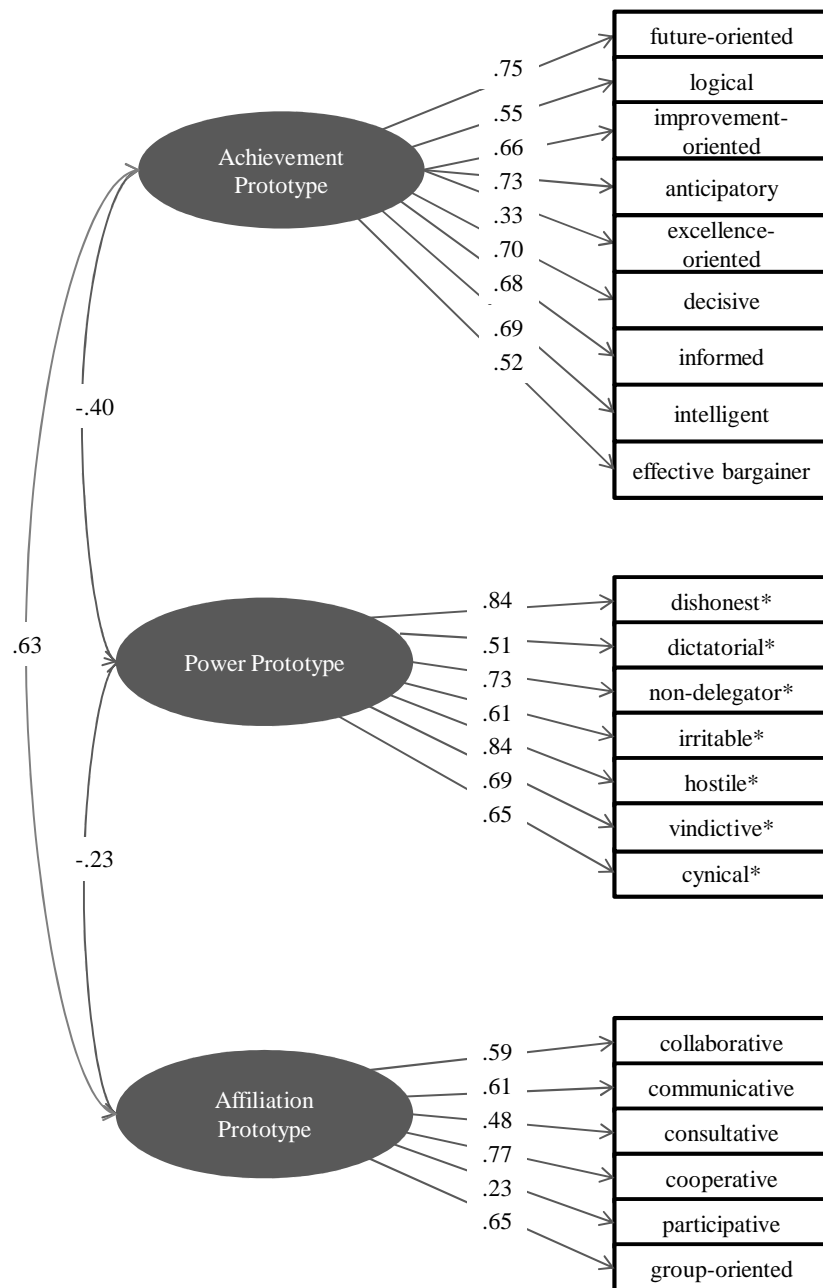 future-oriented
.75
logical
.55
improvement-
oriented
.66
Achievement
Prototype
anticipatory
.73
.33
excellence-
oriented
.70
decisive
.68
informed
.69
.52
intelligent
-.40
effective bargainer
dishonest*
.84
dictatorial*
.51
.63
Power Prototype
non-delegator*
.73
irritable*
.61
hostile*
.84
vindictive*
.69
.65
-.23
cynical*
collaborative
.59
communicative
.61
Affiliation
Prototype
consultative
.48
cooperative
.77
participative
.23
.65
group-oriented